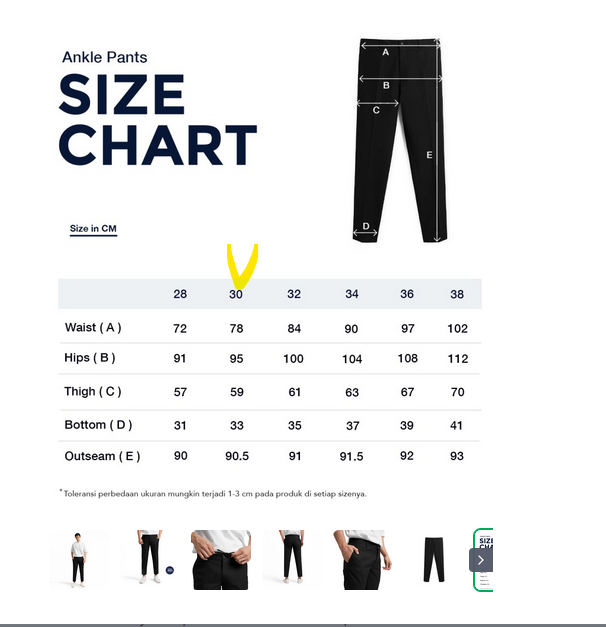 Ankle Pants
SIZE
CHART
A
B
C
E
D
Size in CM
28 30 32 34 36 38
Waist ( A ) 72 78 84 90 97 102
Hips ( B ) 91 95 100 104 108 112
Thigh ( C ) 57 59 61 63 67 70
Bottom ( D ) 31 33 35 37 39 41
Outseam ( E ) 90 90.5 91 91.5 92 93
*Toleransi perbedaan ukuran mungkin terjadi 1-3 cm pada produk di setiap sizenya.
SIZE